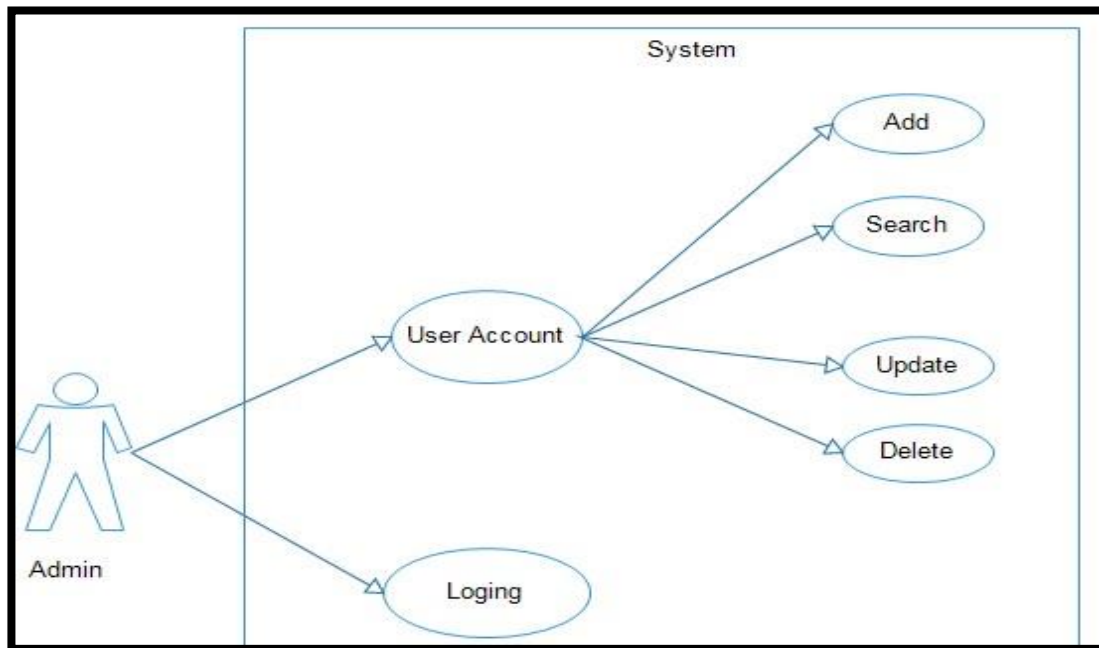 System
Add
Search
User Account
Update
Delete
Admin
Loging